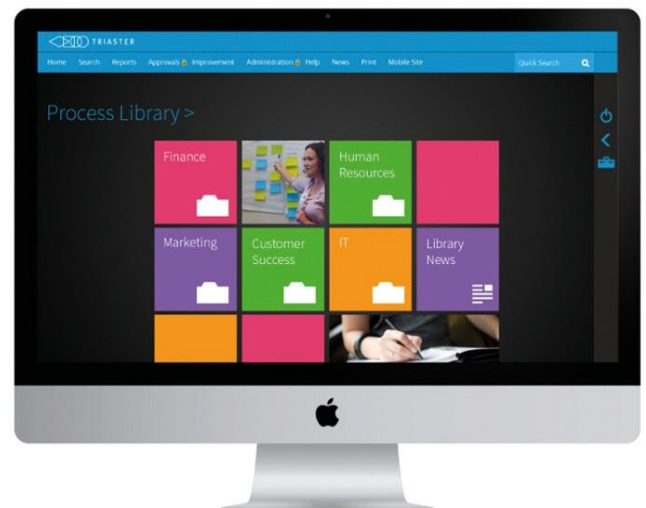 TRIASTER
Home Search Reports Approvals Improvement Administration Help News Print Mobile Site Quick Search
Process Library >
Finance
Human
Resources
Marketing
Customer
Success
IT
Library
News